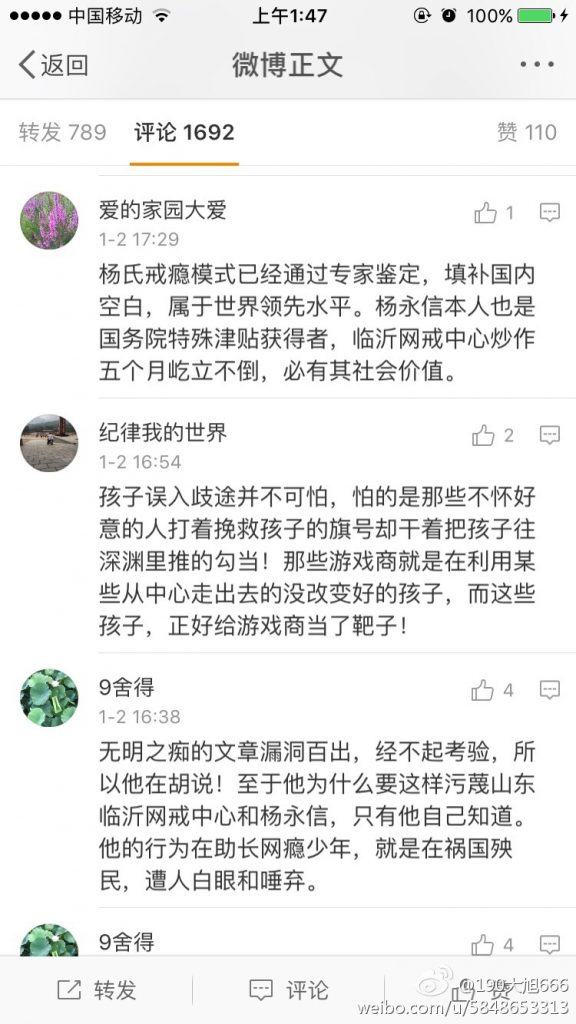 中国移动 上午1:47 100%
返回 微博正文
转发 789 评论 1692 赞 110
爱的家园大爱 1
1-2 17:29
杨氏戒瘾模式已经通过专家鉴定，填补国内
空白，属于世界领先水平。杨永信本人也是
国务院特殊津贴获得者，临沂网戒中心炒作
五个月屹立不倒，必有其社会价值。
纪律我的世界 2
1-2 16:54
孩子误入歧途并不可怕，怕的是那些不怀好
意的人打着挽救孩子的旗号却干着把孩子往
深渊里推的勾当！那些游戏商就是在利用某
些从中心走出去的没改变好的孩子，而这些
孩子，正好给游戏商当了靶子！
9舍得 4
1-2 16:38
无明之痴的文章漏洞百出，经不起考验，所
以他在胡说！至于他为什么要这样污蔑山东
临沂网戒中心和杨永信，只有他自己知道。
他的行为在助长网瘾少年，就是在祸国殃
民，遭人白眼和唾弃。
9舍得 4
转发 评论 赞
@190大旭666
weibo.com/u/5848653313